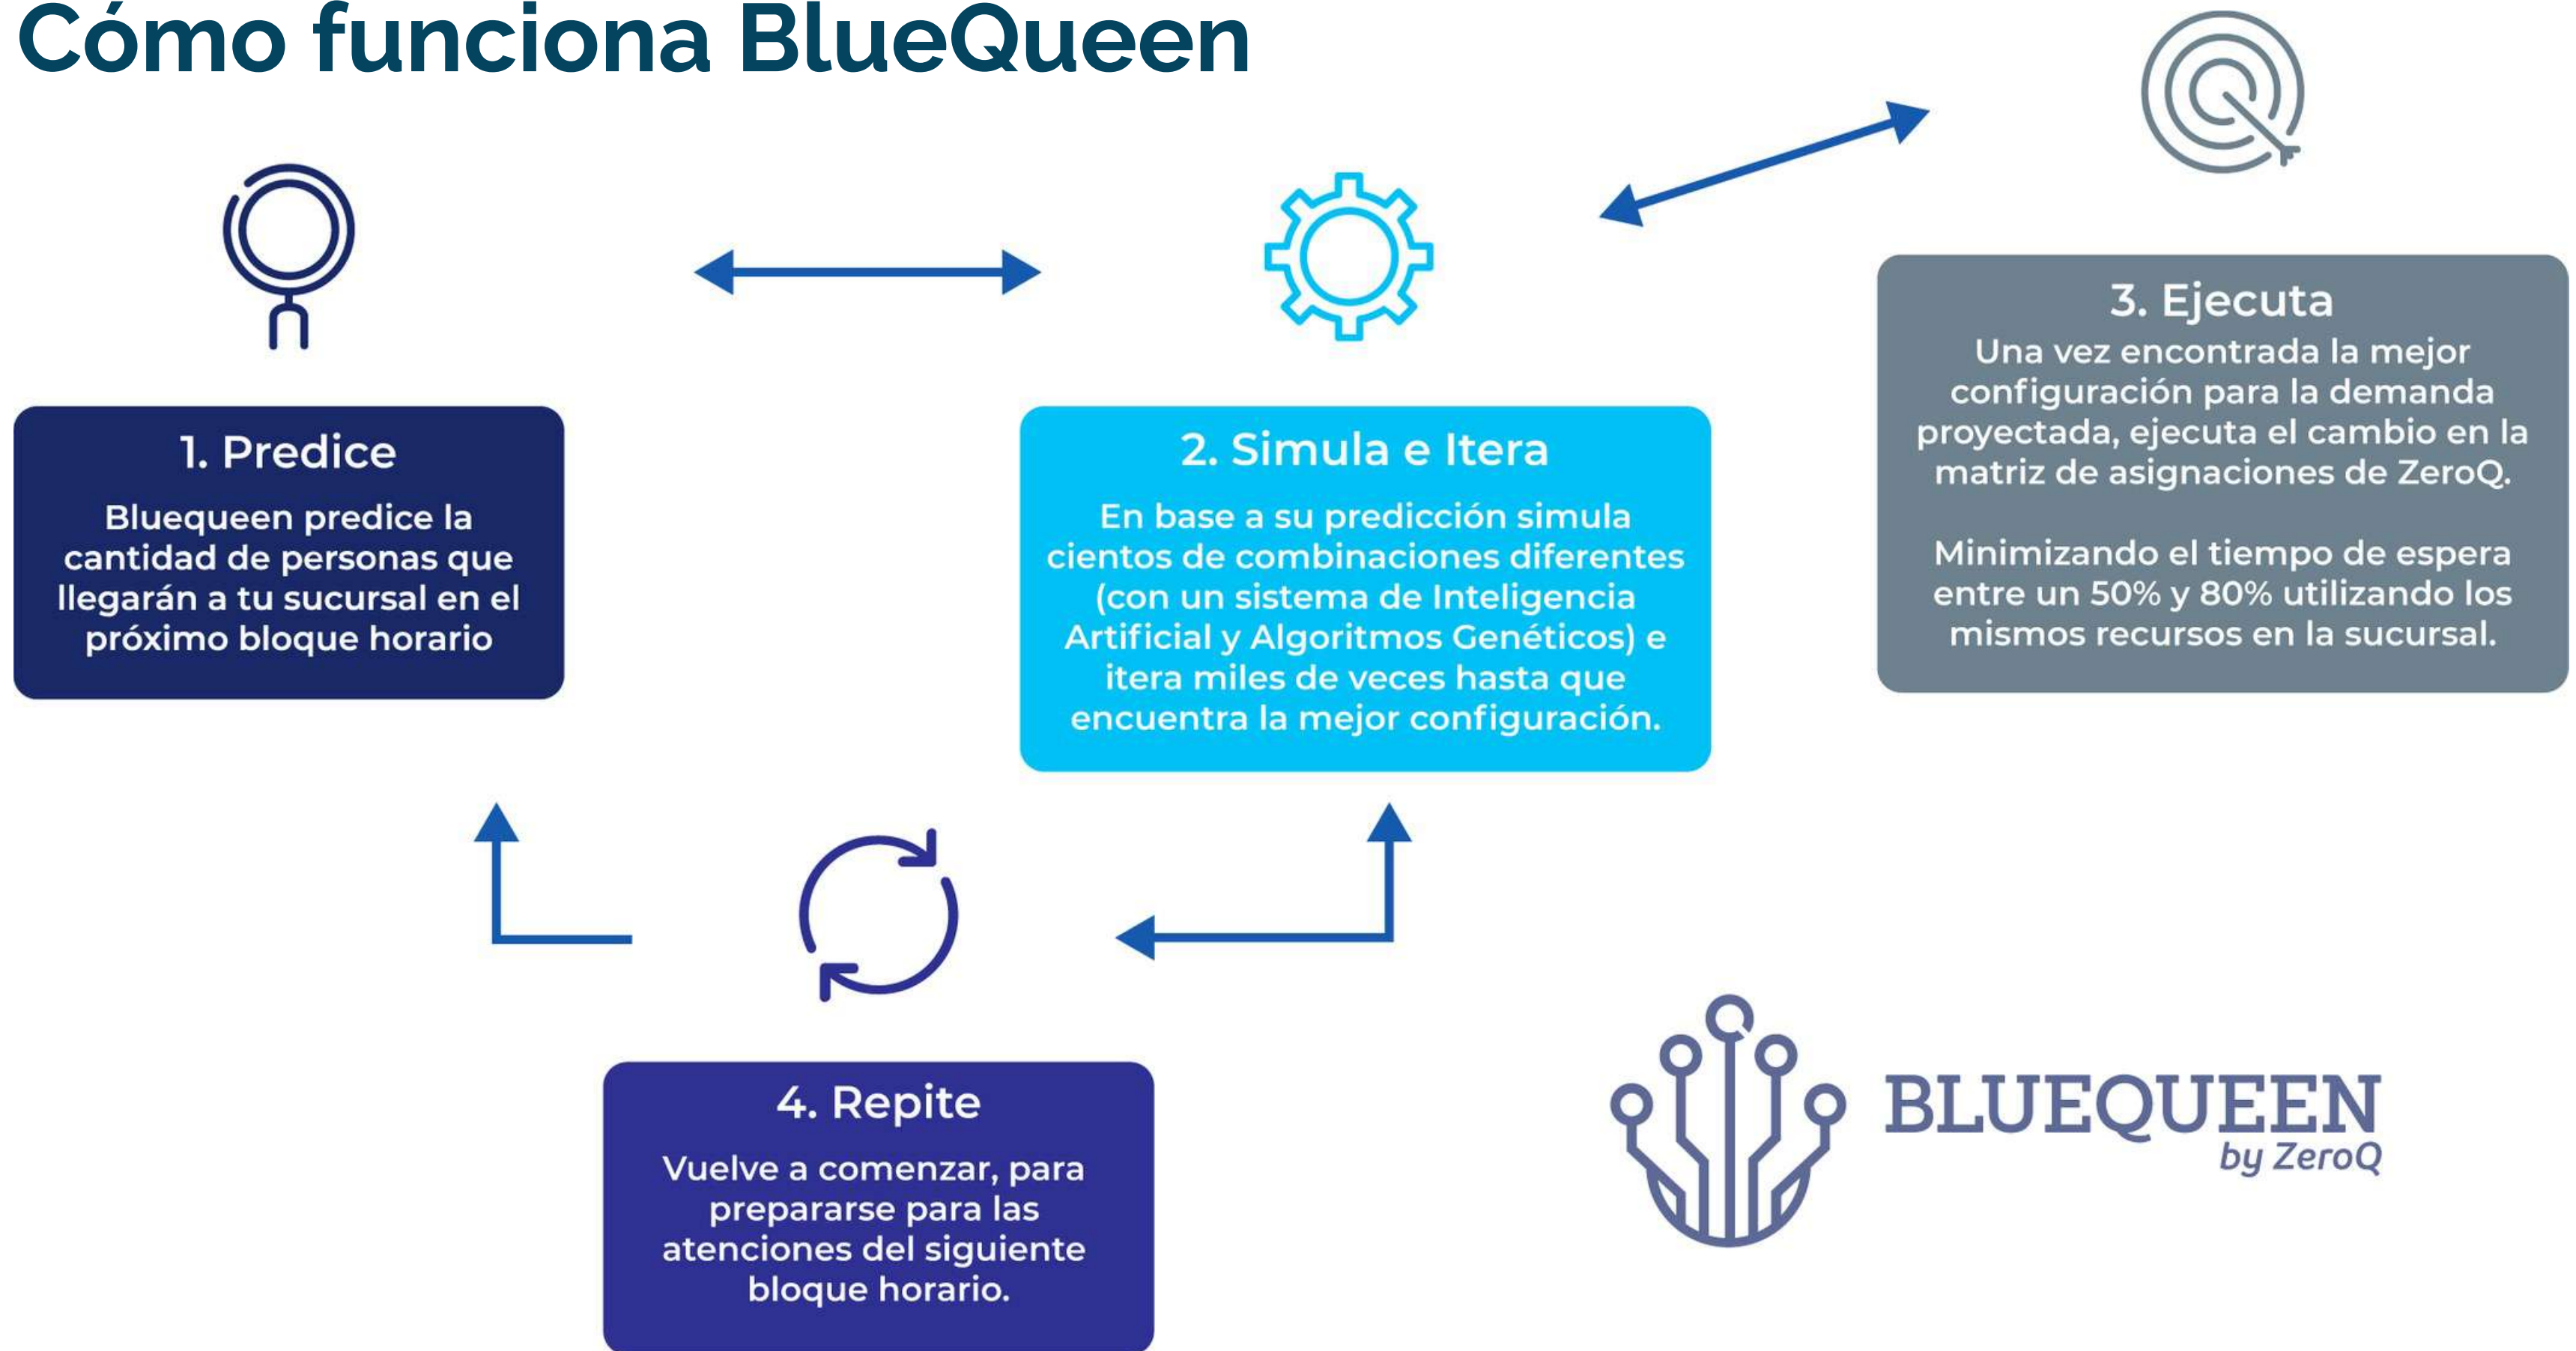 Cómo funciona BlueQueen
1. Predice
Bluequeen predice la
cantidad de personas que
llegarán a tu sucursal en el
próximo bloque horario
2. Simula e Itera
En base a su predicción simula
cientos de combinaciones diferentes
(con un sistema de Inteligencia
Artificial y Algoritmos Genéticos) e
itera miles de veces hasta que
encuentra la mejor configuración.
3. Ejecuta
Una vez encontrada la mejor
configuración para la demanda
proyectada, ejecuta el cambio en la
matriz de asignaciones de ZeroQ.
Minimizando el tiempo de espera
entre un 50% y 80% utilizando los
mismos recursos en la sucursal.
4. Repite
Vuelve a comenzar, para
prepararse para las
atenciones del siguiente
bloque horario.
BLUEQUEEN
by ZeroQ